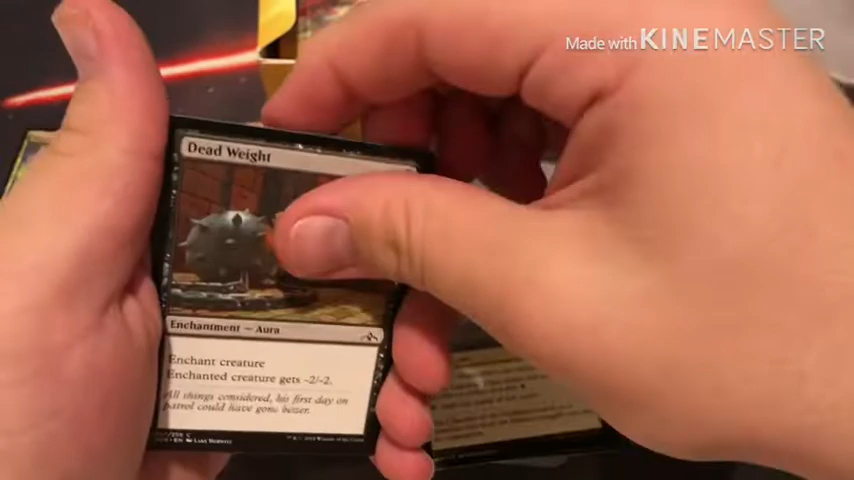 Made with KINEMASTER
Dead Weight
Enchantment — Aura
Enchant creature
Enchanted creature gets -2/-2.
All things considered, his first day on
patrol could have gone better.